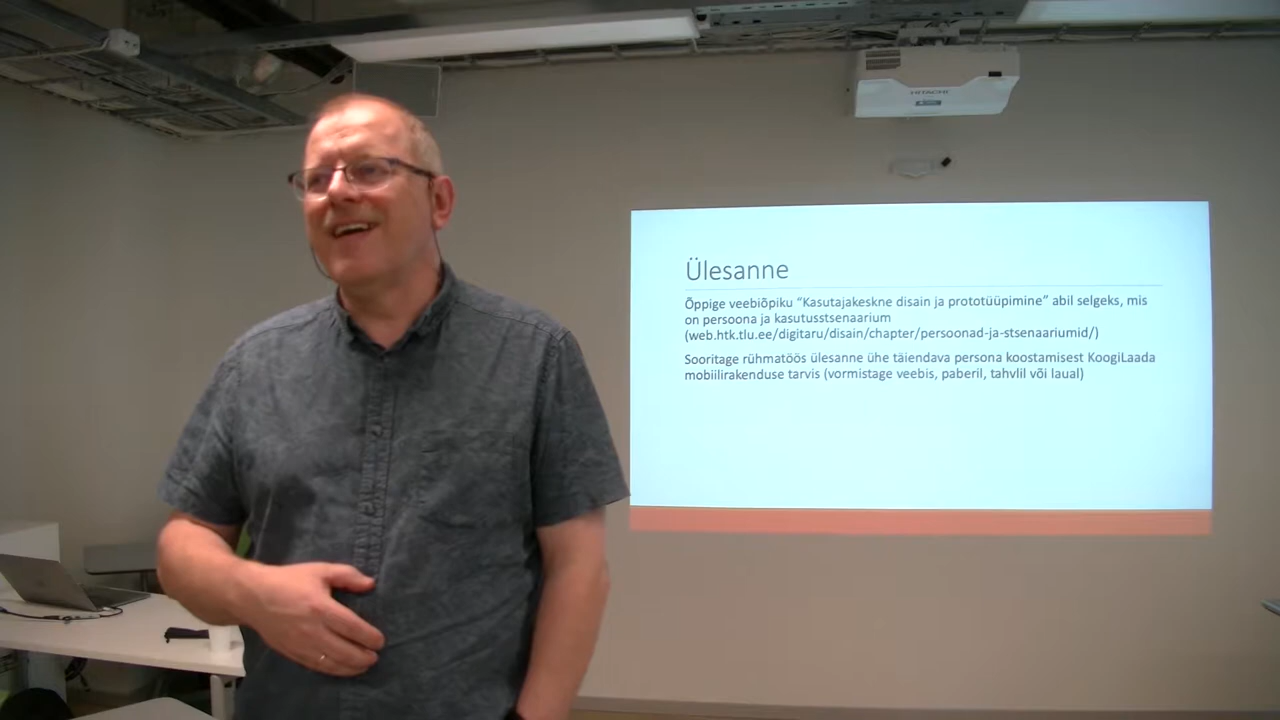 HITACHI
Ülesanne
Õppige veebiõpiku “Kasutajakeskne disain ja prototüüpimine” abil selgeks, mis
on persoona ja kasutusstsenaarium
(web.htk.tlu.ee/digitaru/disain/chapter/persoonad-ja-stsenaariumid/)
Sooritage rühmatöös ülesanne ühe täiendava persona koostamisest KoogiLaada
mobiilirakenduse tarvis (vormistage veebis, paberil, tahvlil või laual)